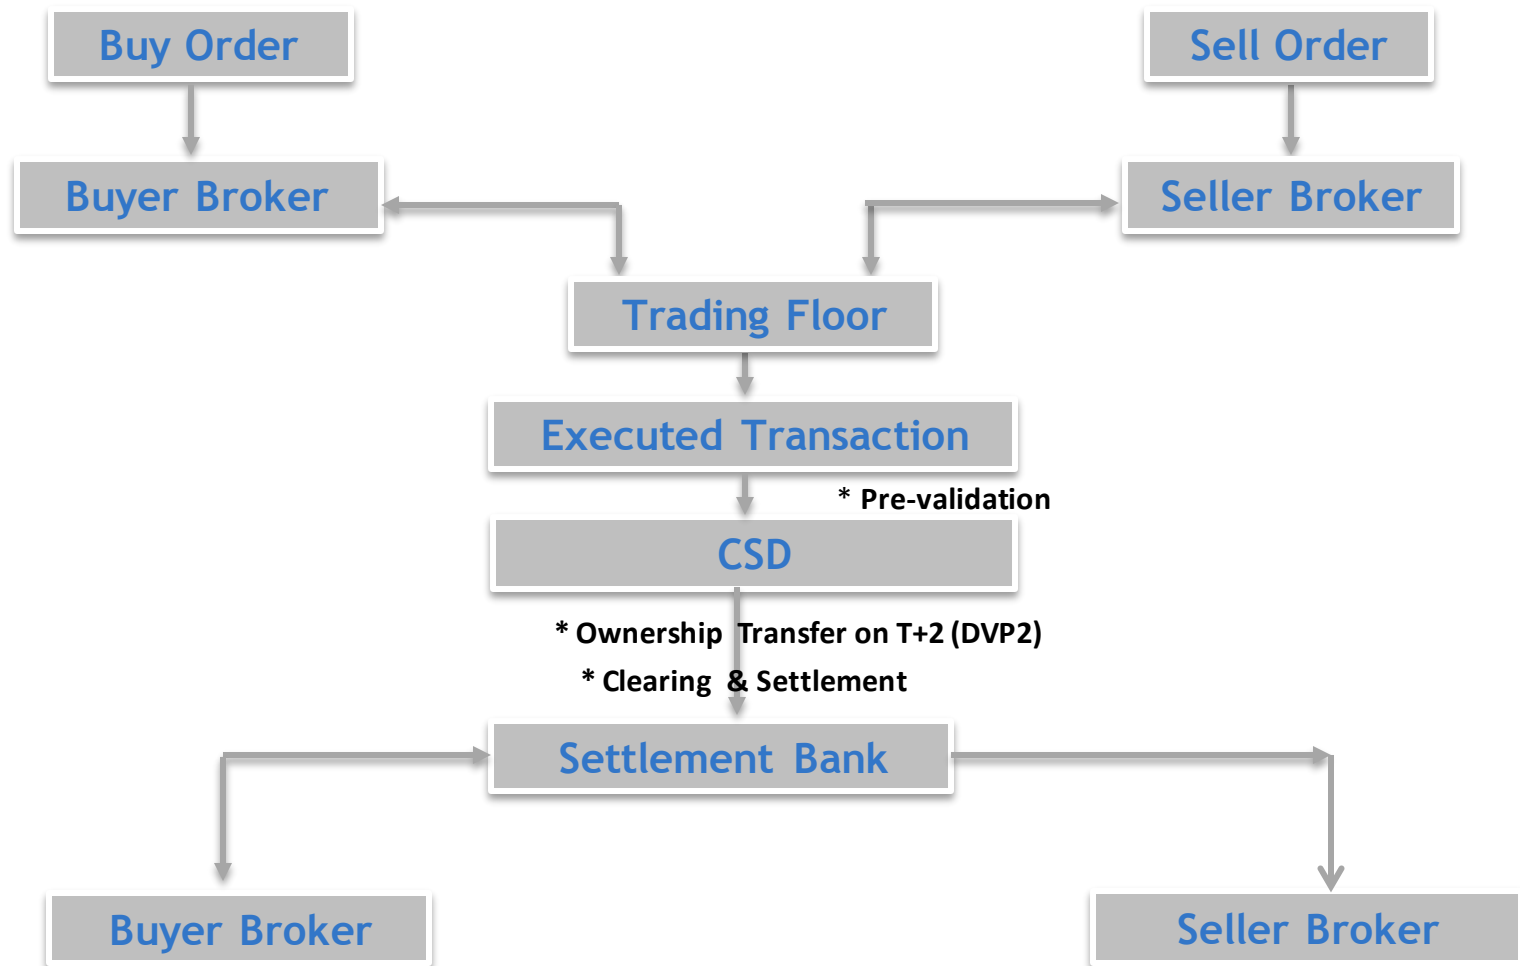 Buy Order
Sell Order
Buyer Broker
Seller Broker
Trading Floor
Executed Transaction
* Pre-validation
CSD
* Ownership Transfer on T+2 (DVP2)
* Clearing & Settlement
Settlement Bank
Buyer Broker
Seller Broker